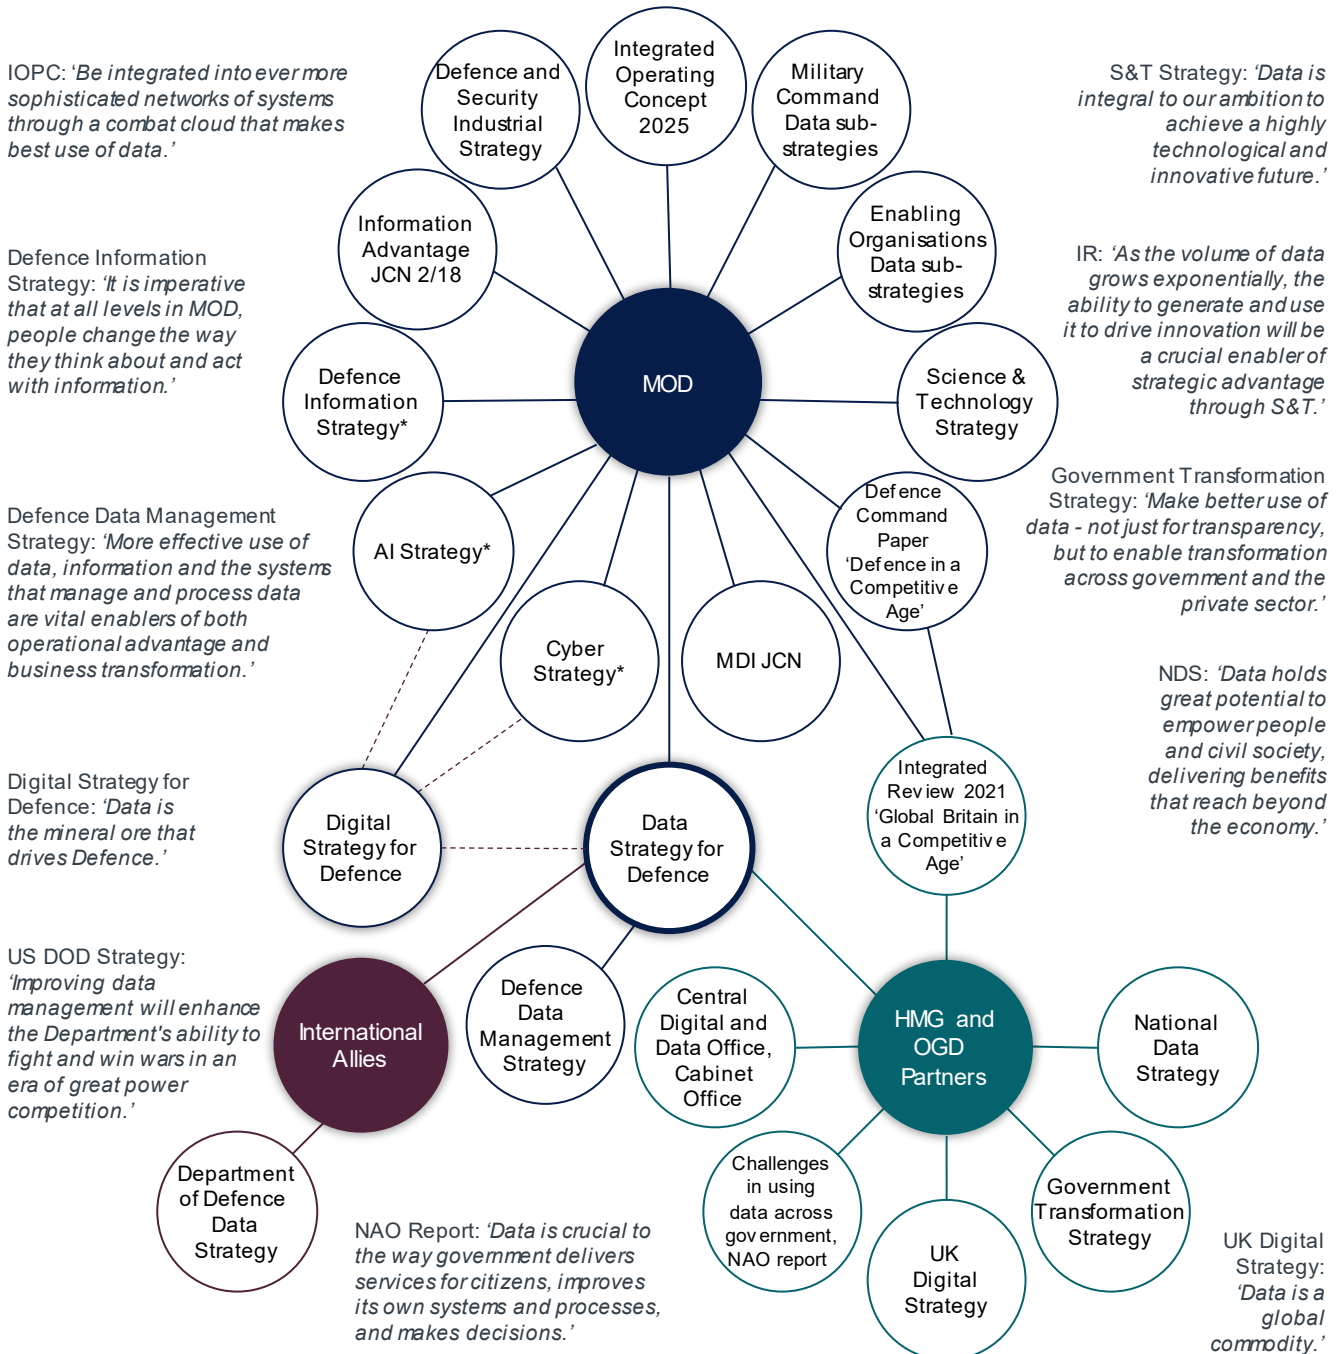 IOPC: ‘Be integrated into ever more
sophisticated networks of systems
through a combat cloud that makes
best use of data.’
Defence and
Security
Industrial
Strategy
Integrated
Operating
Concept
2025
Military
Command
Data sub-
strategies
S&T Strategy: ‘Data is
integral to our ambition to
achieve a highly
technological and
innovative future.’
Information
Advantage
JCN 2/18
Enabling
Organisations
Data sub-
strategies
Defence Information
Strategy: ‘It is imperative
that at all levels in MOD,
people change the way
they think about and act
with information.’
IR: ‘As the volume of data
grows exponentially, the
ability to generate and use
it to drive innovation will be
a crucial enabler of
strategic advantage
through S&T.’
Defence
Information
Strategy*
MOD
Science &
Technology
Strategy
Defence Data Management
Strategy: ‘More effective use of
data, information and the systems
that manage and process data
are vital enablers of both
operational advantage and
business transformation.’
AI Strategy*
Defence
Command
Paper
‘Defence in a
Competitive
Age’
Government Transformation
Strategy: ‘Make better use of
data - not just for transparency,
but to enable transformation
across government and the
private sector.’
Cyber
Strategy*
MDI JCN
NDS: ‘Data holds
great potential to
empower people
and civil society,
delivering benefits
that reach beyond
the economy.’
Digital Strategy for
Defence: ‘Data is
the mineral ore that
drives Defence.’
Digital
Strategy for
Defence
Data
Strategy for
Defence
Integrated
Review 2021
‘Global Britain in
a Competitive
Age’
US DOD Strategy:
‘Improving data
management will enhance
the Department's ability to
fight and win wars in an
era of great power
competition.’
International
Allies
Defence
Data
Management
Strategy
Central
Digital and
Data Office,
Cabinet
Office
HMG and
OGD
Partners
National
Data
Strategy
Department
of Defence
Data
Strategy
Challenges
in using
data across
government,
NAO report
Government
Transformation
Strategy
NAO Report: ‘Data is crucial to
the way government delivers
services for citizens, improves
its own systems and processes,
and makes decisions.’
UK
Digital
Strategy
UK Digital
Strategy:
‘Data is a
global
commodity.’